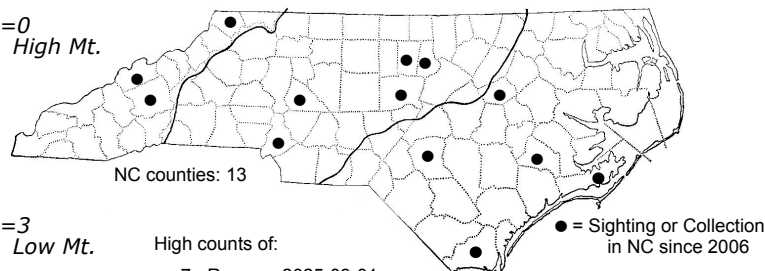 =0
High Mt.
NC counties: 13
=3
Low Mt.
High counts of:
● = Sighting or Collection
in NC since 2006